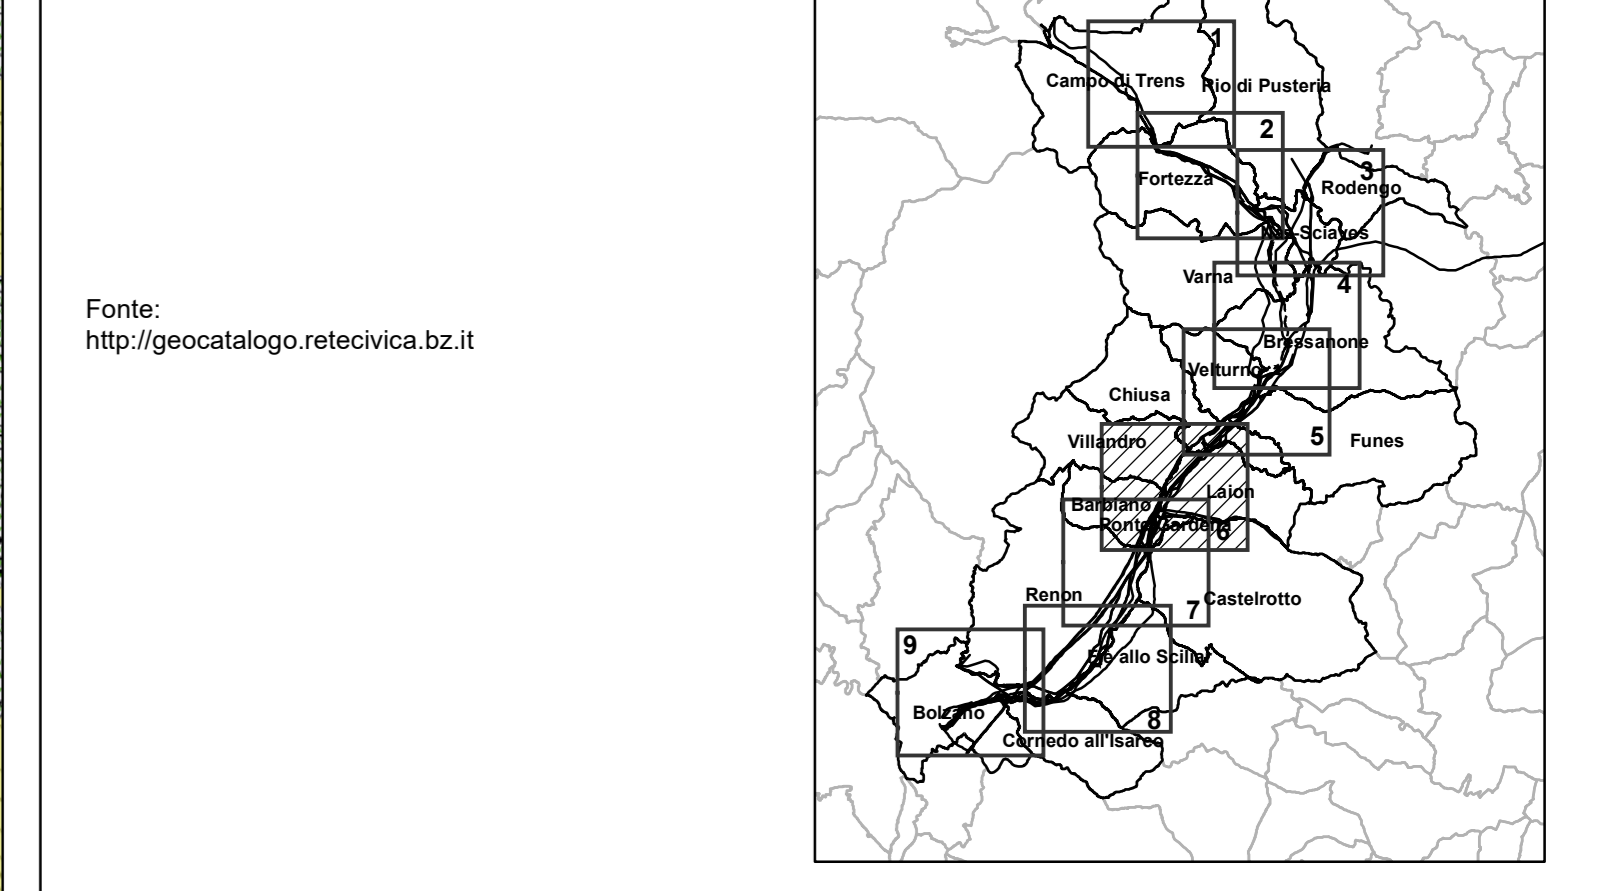 Fonte:
http://geocatalogo.retecivica.bz.it
1
Campo di Trens
Rio di Pusteria
2
3
Fortezza
Rodengo
Naz-Sciaves
Varna
4
Bressanone
Velturno
Chiusa
5
Villandro
Funes
Laion
Barbiano
Ponte Gardena
6
Renon
7
Castelrotto
9
Fie allo Sciliar
Bolzano
8
Cornedo all'Isarco